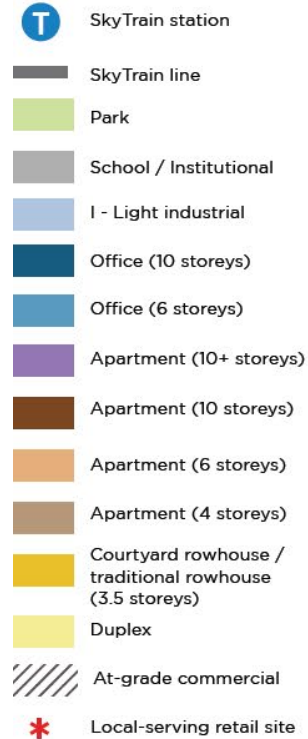 T SkyTrain station
SkyTrain line
Park
School / Institutional
I - Light industrial
Office (10 storeys)
Office (6 storeys)
Apartment (10+ storeys)
Apartment (10 storeys)
Apartment (6 storeys)
Apartment (4 storeys)
Courtyard rowhouse /
traditional rowhouse
(3.5 storeys)
Duplex
At-grade commercial
* Local-serving retail site